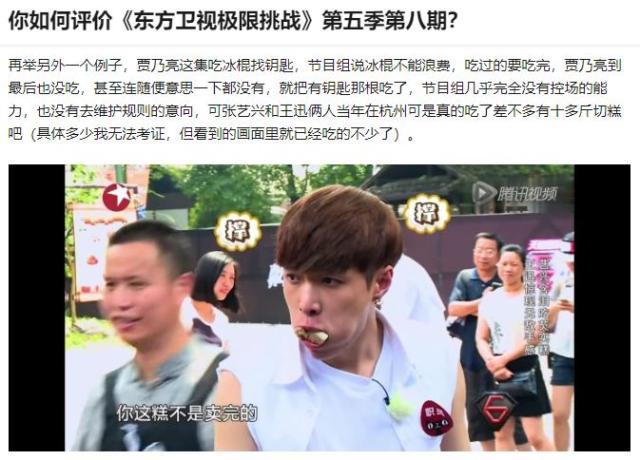 你如何评价《东方卫视极限挑战》第五季第八期？
再举另外一个例子，贾乃亮这集吃冰棍找钥匙，节目组说冰棍不能浪费，吃过的要吃完，贾乃亮到
最后也没吃，甚至连随便意思一下都没有，就把有钥匙那根吃了，节目组几乎完全没有控场的能
力，也没有去维护规则的意向，可张艺兴和王迅俩人当年在杭州可是真的吃了差不多有十多斤切糕
吧（具体多少我无法考证，但看到的画面里就已经吃的不少了）。
腾讯视频
撑
撑
你这糕不是卖完的